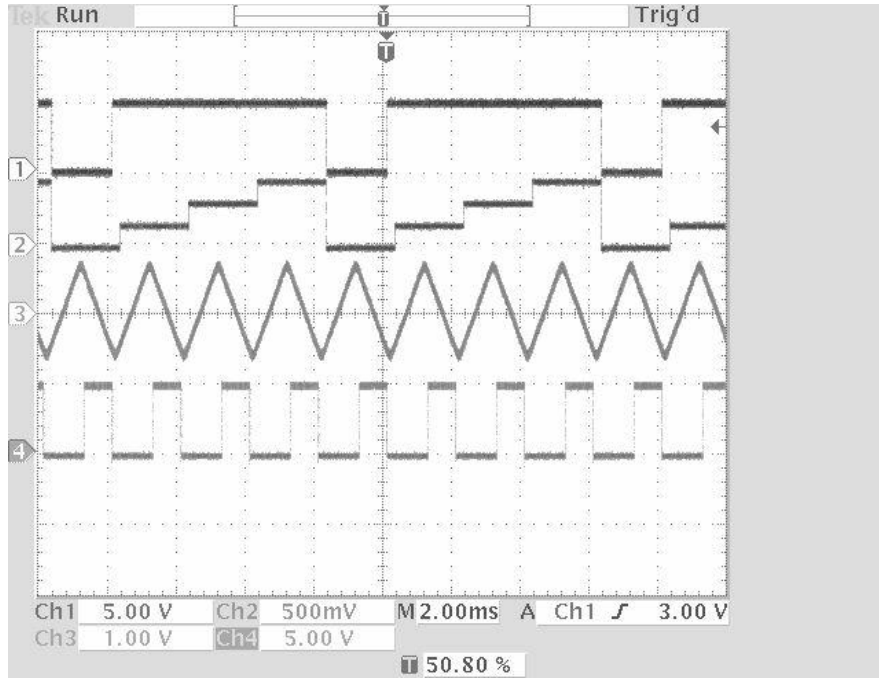 Tek Run Trig'd
T
T
1
2
3
4
Ch1 5.00 V Ch2 500mV M 2.00ms A Ch1 3.00 V
Ch3 1.00 V Ch4 5.00 V
T 50.80 %